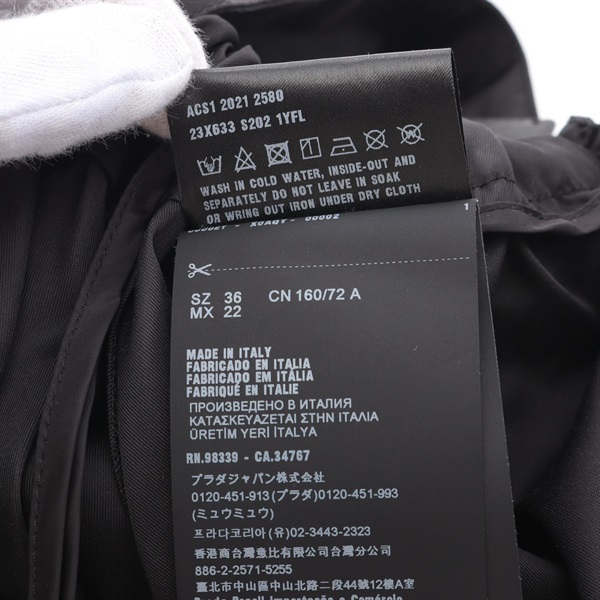 ACS1 2021 2580
23X633 S202 1YFL
WASH IN COLD WATER, INSIDE-OUT AND
SEPARATELY DO NOT LEAVE IN SOAK
OR WRING OUT IRON UNDER DRY CLOTH
1
SZ 36 CN 160/72 A
MX 22
MADE IN ITALY
FABRICADO EN ITALIA
FABRICADO EM ITÁLIA
FABRIQUÉ EN ITALIE
ПРОИЗВЕДЕНО В ИТАЛИЯ
ΚΑΤΑΣΚΕΥΑΖΕΤΑΙ ΣΤΗΝ ΙΤΑΛΙΑ
ÜRETİM YERİ İTALYA
RN.98339 - CA.34767
プラダジャパン株式会社
0120-451-913 (プラダ) 0120-451-993
(ミュウミュウ)
프라다코리아 (유) 02-3443-2323
香港商台灣意比有限公司台灣分公司
886-2-2571-5288
臺北市中山區中山北路二段44號12樓
Prada Brasil Importação e Comércio